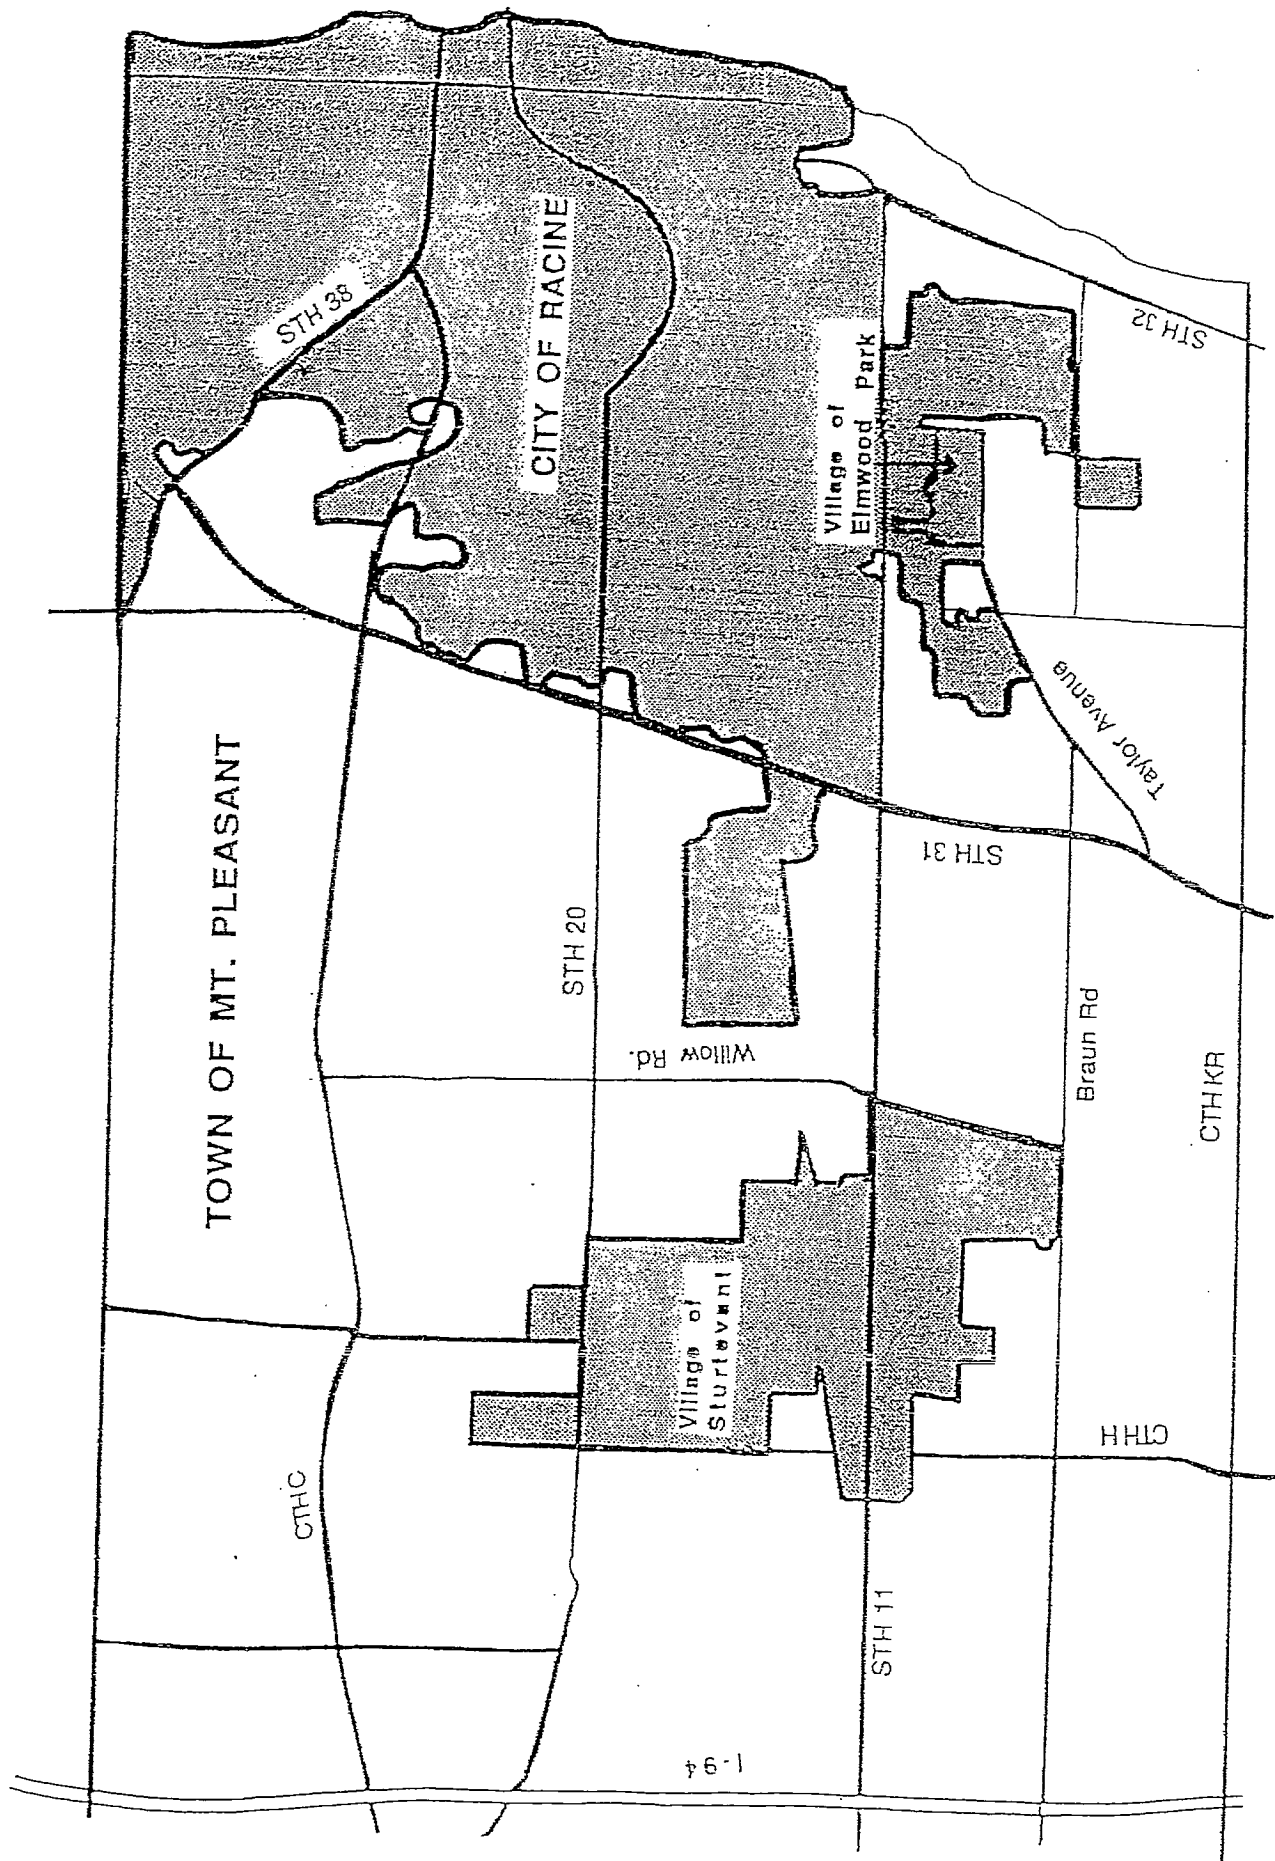 TOWN OF MT. PLEASANT
STH 38
CITY OF RACINE
CTH C
STH 20
Village of
Sturtevant
Willow Rd.
Village of
Elmwood Park
STH 11
I-94
STH 31
STH 32
Taylor Avenue
Braun Rd
CTH H
CTH KR